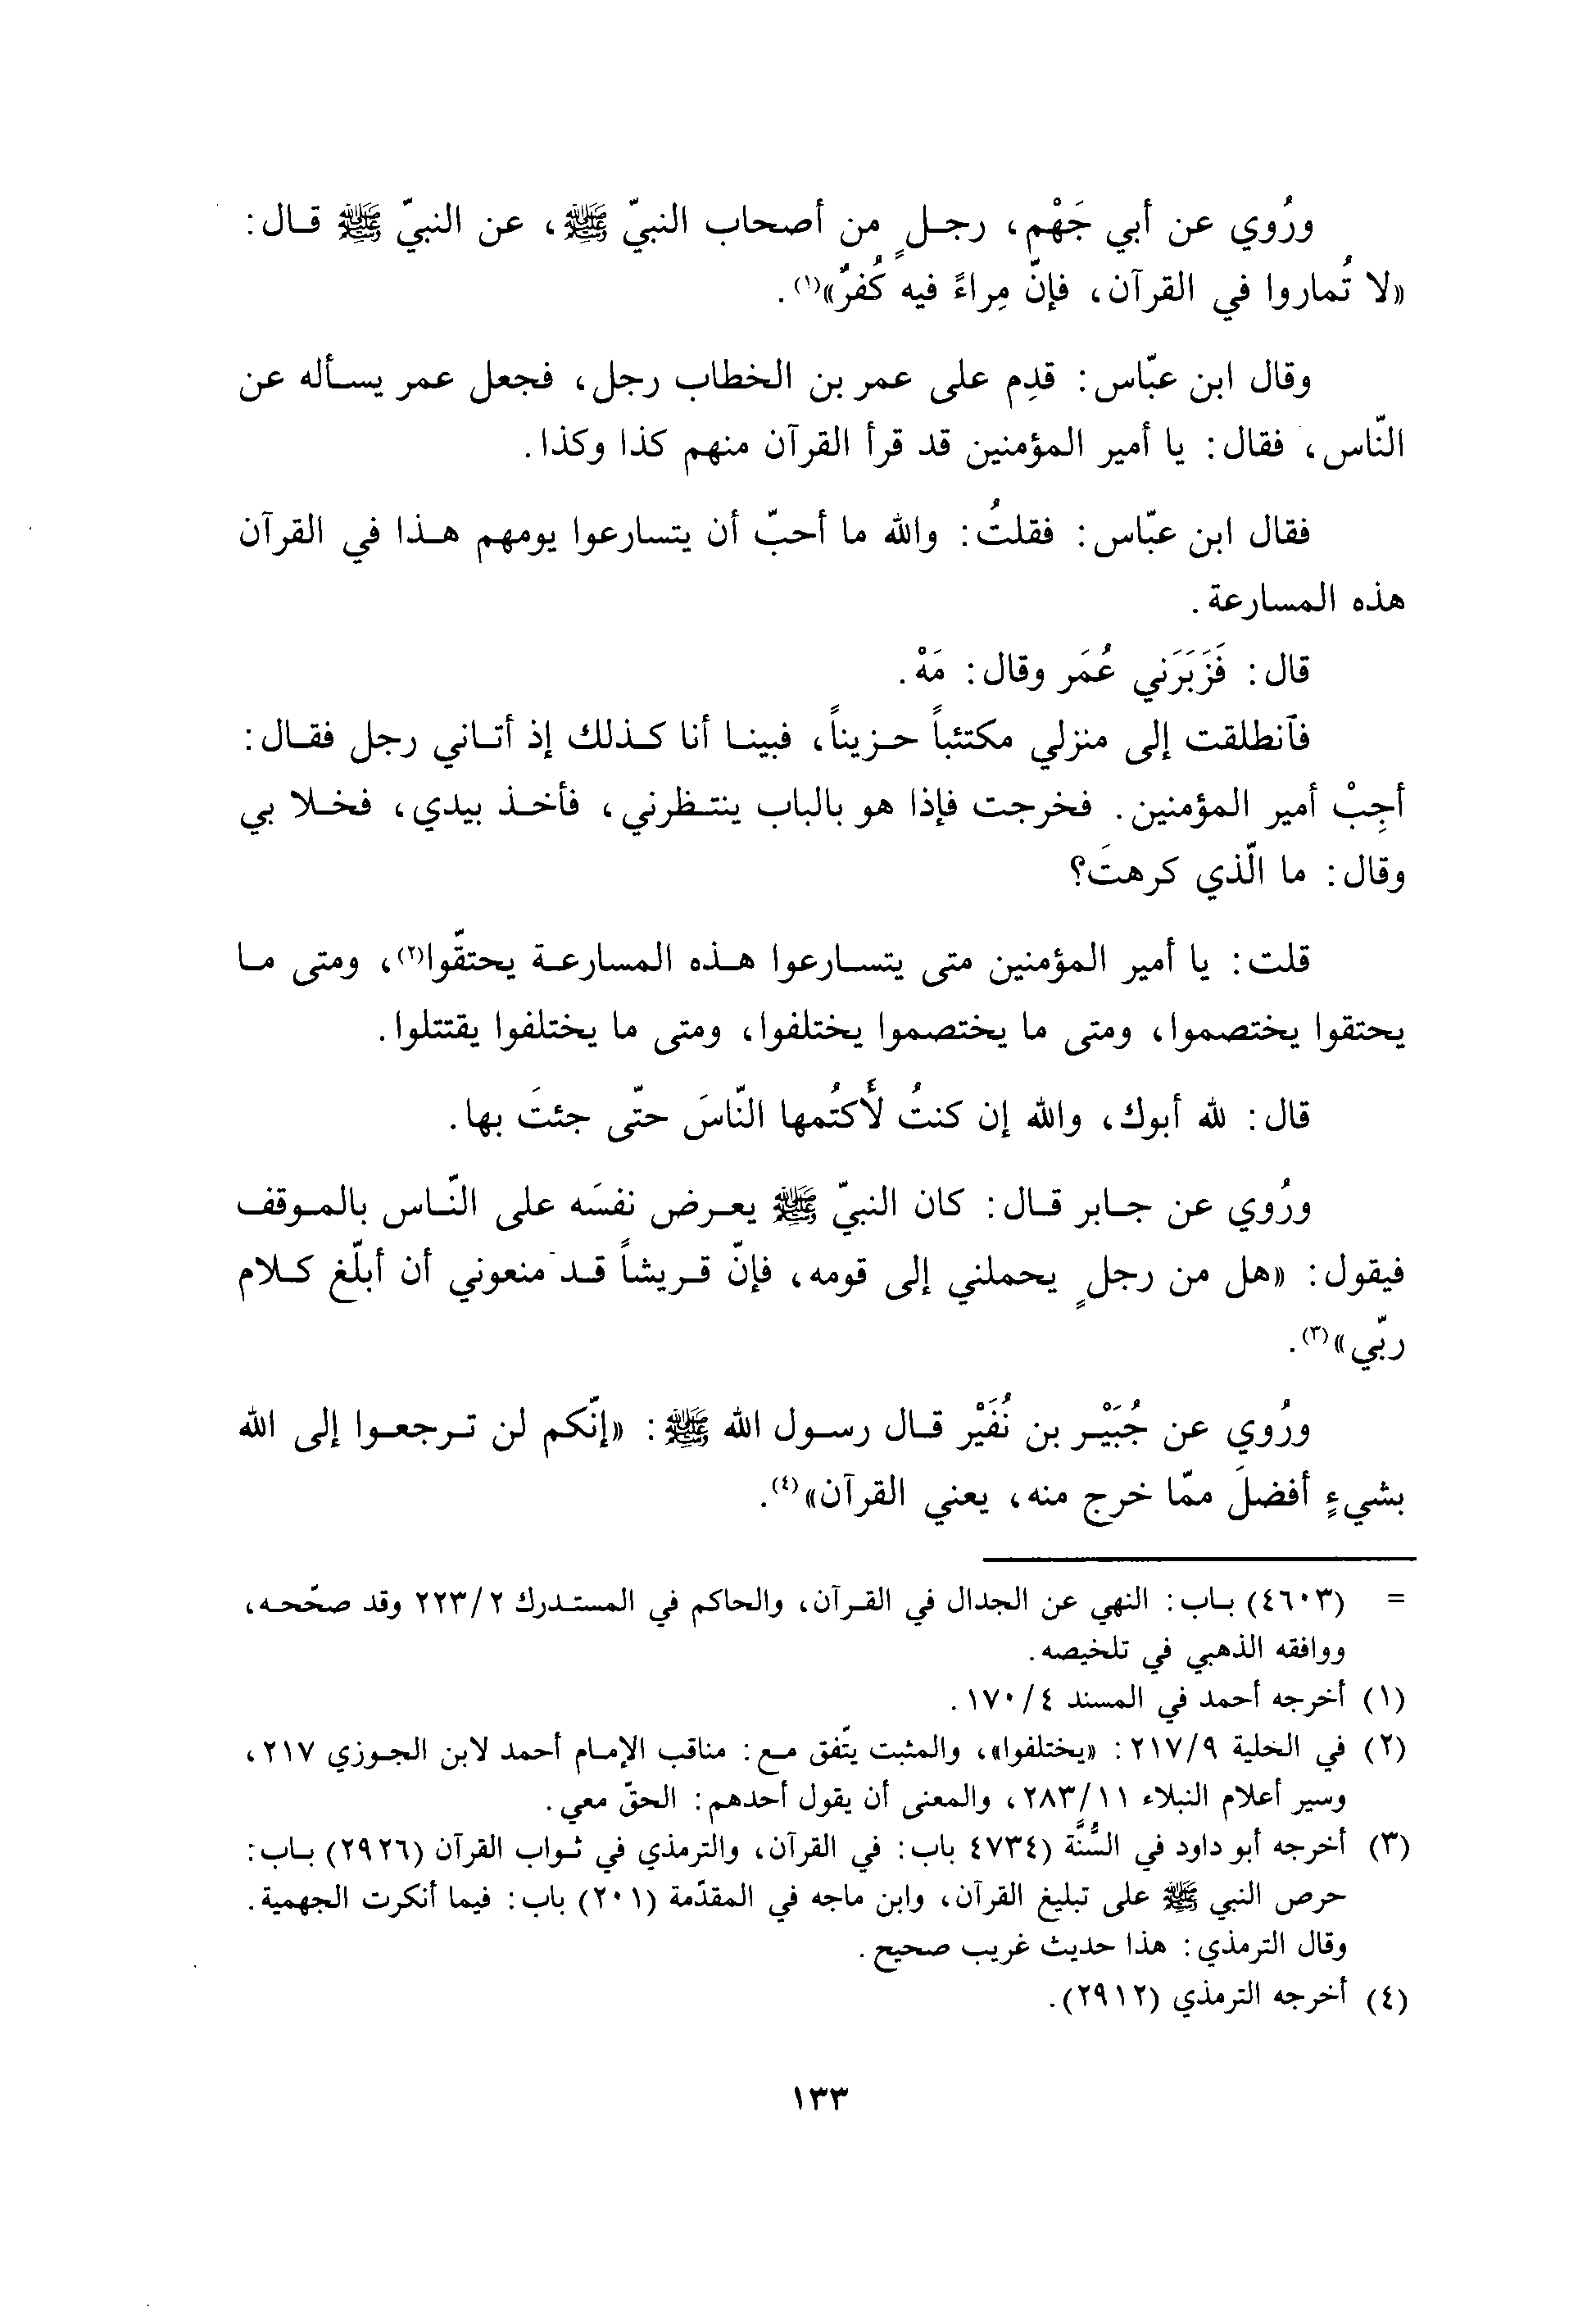 ورُوي عن أبي جَهْم، رجلٍ من أصحاب النبيّ ﷺ، عن النبيّ ﷺ قال:
«لا تُماروا في القرآن، فإنّ مِراءً فيه كُفرٌ»(١).
وقال ابن عبّاس: قدِم على عمر بن الخطاب رجل، فجعل عمر يسأله عن
النّاس، فقال: يا أمير المؤمنين قد قرأ القرآن منهم كذا وكذا.
فقال ابن عبّاس: فقلتُ: والله ما أحبّ أن يتسارعوا يومهم هذا في القرآن
هذه المسارعة.
قال: فَزَبَرَني عُمَر وقال: مَهْ.
فٱنطلقت إلى منزلي مكتئباً حزيناً، فبينا أنا كذلك إذ أتاني رجل فقال:
أجِبْ أمير المؤمنين. فخرجت فإذا هو بالباب ينتظرني، فأخذ بيدي، فخلا بي
وقال: ما الّذي كرهتَ؟
قلت: يا أمير المؤمنين متى يتسارعوا هذه المسارعة يحتقّوا(٢)، ومتى ما
يحتقوا يختصموا، ومتى ما يختصموا يختلفوا، ومتى ما يختلفوا يقتتلوا.
قال: لله أبوك، والله إن كنتُ لأَكتُمها النّاسَ حتّى جئتَ بها.
ورُوي عن جابر قال: كان النبيّ ﷺ يعرض نفسَه على النّاس بالموقف
فيقول: «هل من رجلٍ يحملني إلى قومه، فإنّ قريشاً قد منعوني أن أبلّغ كلام
ربّي»(٣).
ورُوي عن جُبَيْر بن نُفَيْر قال رسول الله ﷺ: «إنّكم لن ترجعوا إلى الله
بشيءٍ أفضلَ ممّا خرج منه، يعني القرآن»(٤).
= (٤٦٠٣) باب: النهي عن الجدال في القرآن، والحاكم في المستدرك ٢٢٣/٢ وقد صحّحه،
ووافقه الذهبي في تلخيصه.
(١) أخرجه أحمد في المسند ١٧٠/٤.
(٢) في الخلية ٢١٧/٩: «يختلفوا»، والمثبت يتّفق مع: مناقب الإمام أحمد لابن الجوزي ٢١٧،
وسير أعلام النبلاء ٢٨٣/١١، والمعنى أن يقول أحدهم: الحقّ معي.
(٣) أخرجه أبو داود في السُّنَّة (٤٧٣٤ باب: في القرآن، والترمذي في ثواب القرآن (٢٩٢٦) باب:
حرص النبي ﷺ على تبليغ القرآن، وابن ماجه في المقدّمة (٢٠١) باب: فيما أنكرت الجهمية.
وقال الترمذي: هذا حديث غريب صحيح.
(٤) أخرجه الترمذي (٢٩١٢).
١٣٣